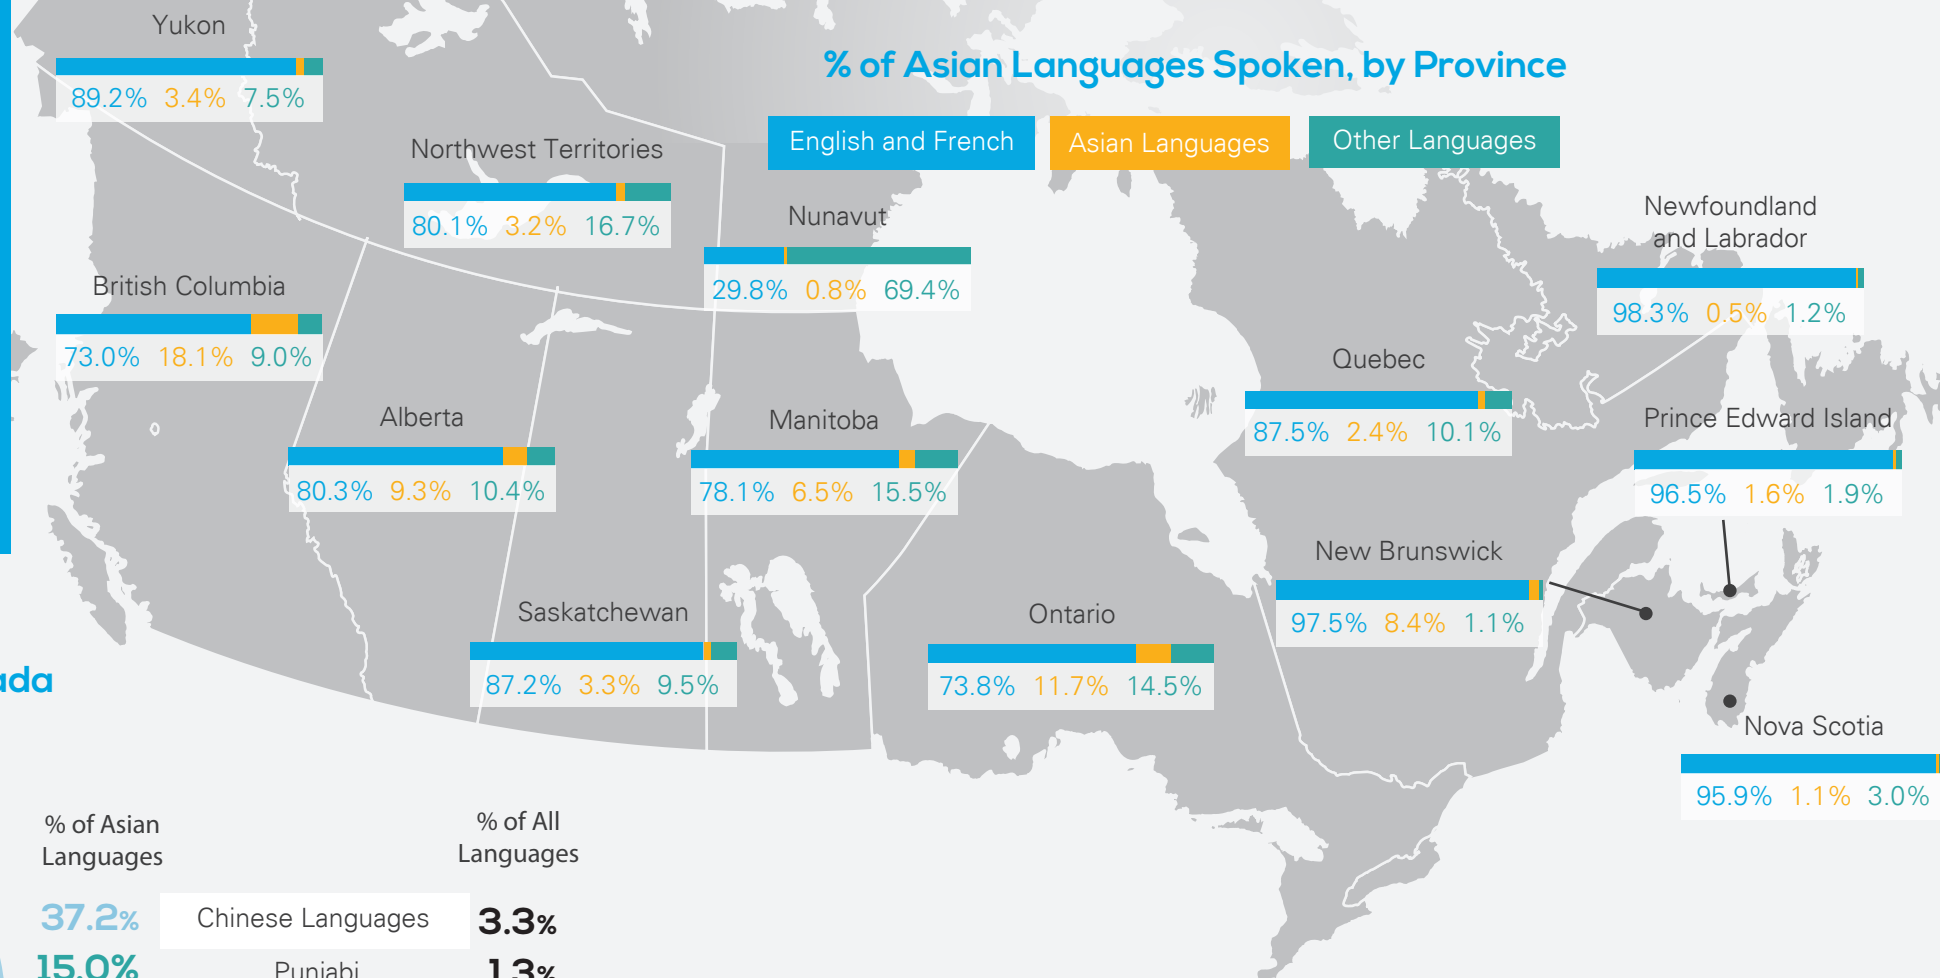 % of Asian Languages Spoken, by Province
English and French
Asian Languages
Other Languages
Yukon
89.2% 3.4% 7.5%
Northwest Territories
80.1% 3.2% 16.7%
Nunavut
29.8% 0.8% 69.4%
Newfoundland
and Labrador
98.3% 0.5% 1.2%
British Columbia
73.0% 18.1% 9.0%
Quebec
87.5% 2.4% 10.1%
Alberta
80.3% 9.3% 10.4%
Manitoba
78.1% 6.5% 15.5%
Prince Edward Island
96.5% 1.6% 1.9%
New Brunswick
97.5% 8.4% 1.1%
Saskatchewan
87.2% 3.3% 9.5%
Ontario
73.8% 11.7% 14.5%
Nova Scotia
95.9% 1.1% 3.0%
% of Asian
Languages
% of All
Languages
37.2% Chinese Languages 3.3%
15.0% Punjabi 1.3%